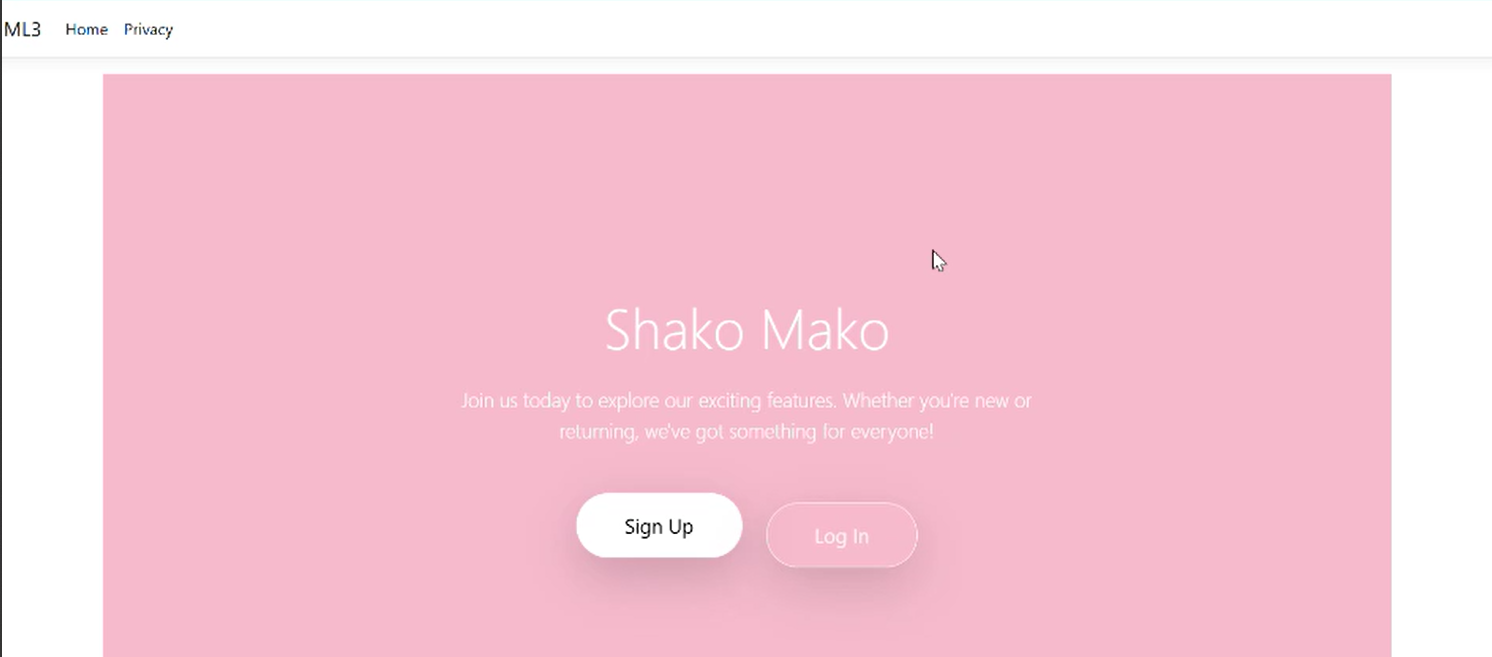 ML3 Home Privacy
Shako Mako
Join us today to explore our exciting features. Whether you're new or
returning, we've got something for everyone!
Sign Up Log In